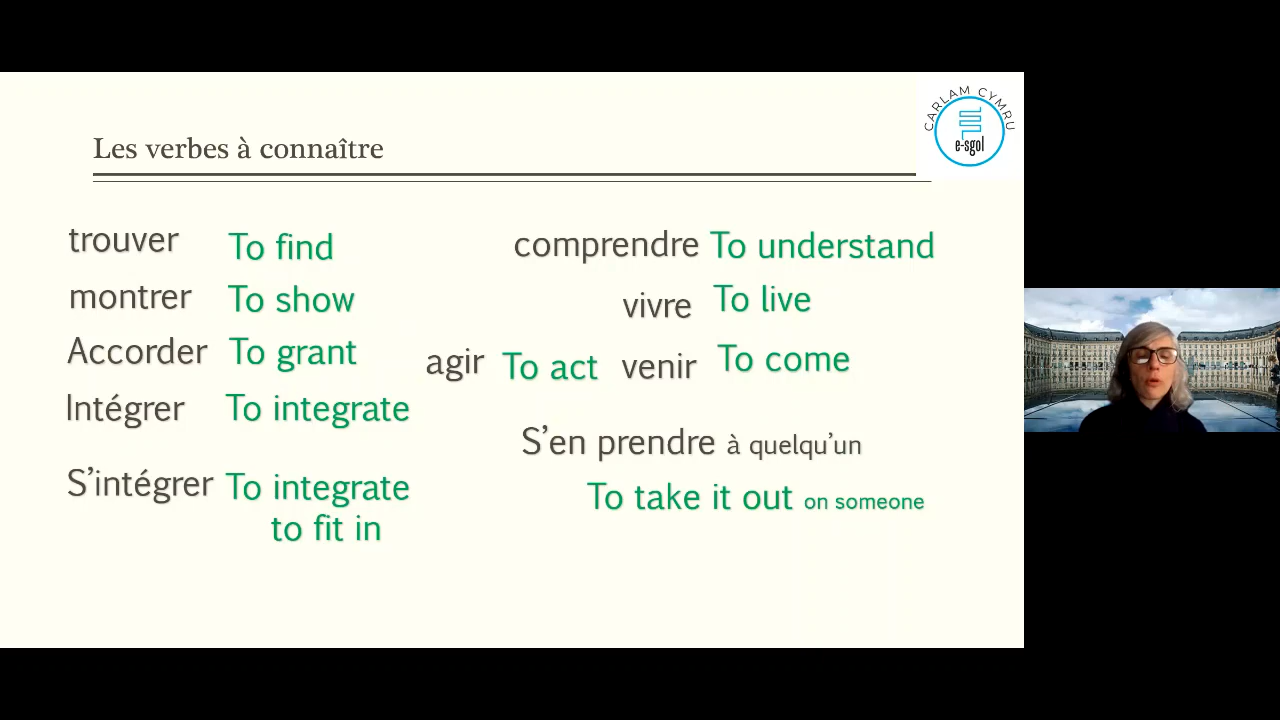 CARLAM CYMRU
e-sgol
Les verbes à connaître
trouver To find
montrer To show
Accorder To grant
Intégrer To integrate
S'intégrer To integrate
to fit in
comprendre To understand
vivre To live
agir To act venir To come
S'en prendre à quelqu'un
To take it out on someone